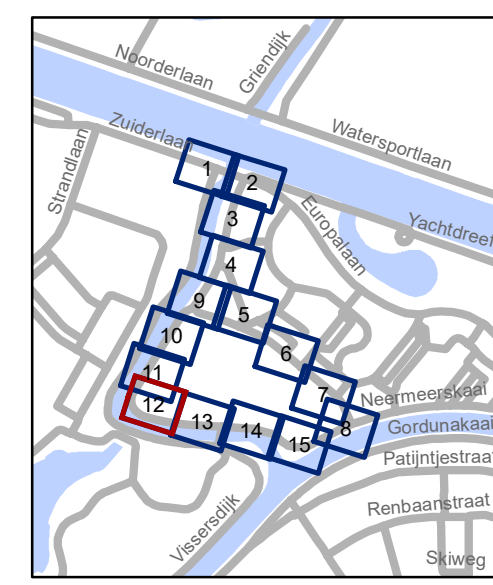 Noorderlaan
Griendijk
Zuiderlaan
Watersportlaan
Strandlaan
1
2
Europalaan
3
Yachtdreef
4
9
5
10
6
11
7
Neermeerskaai
12
13
14
15
8
Gordunakaai
Patijntjestraat
Renbaanstraat
Vissersdijk
Skiweg